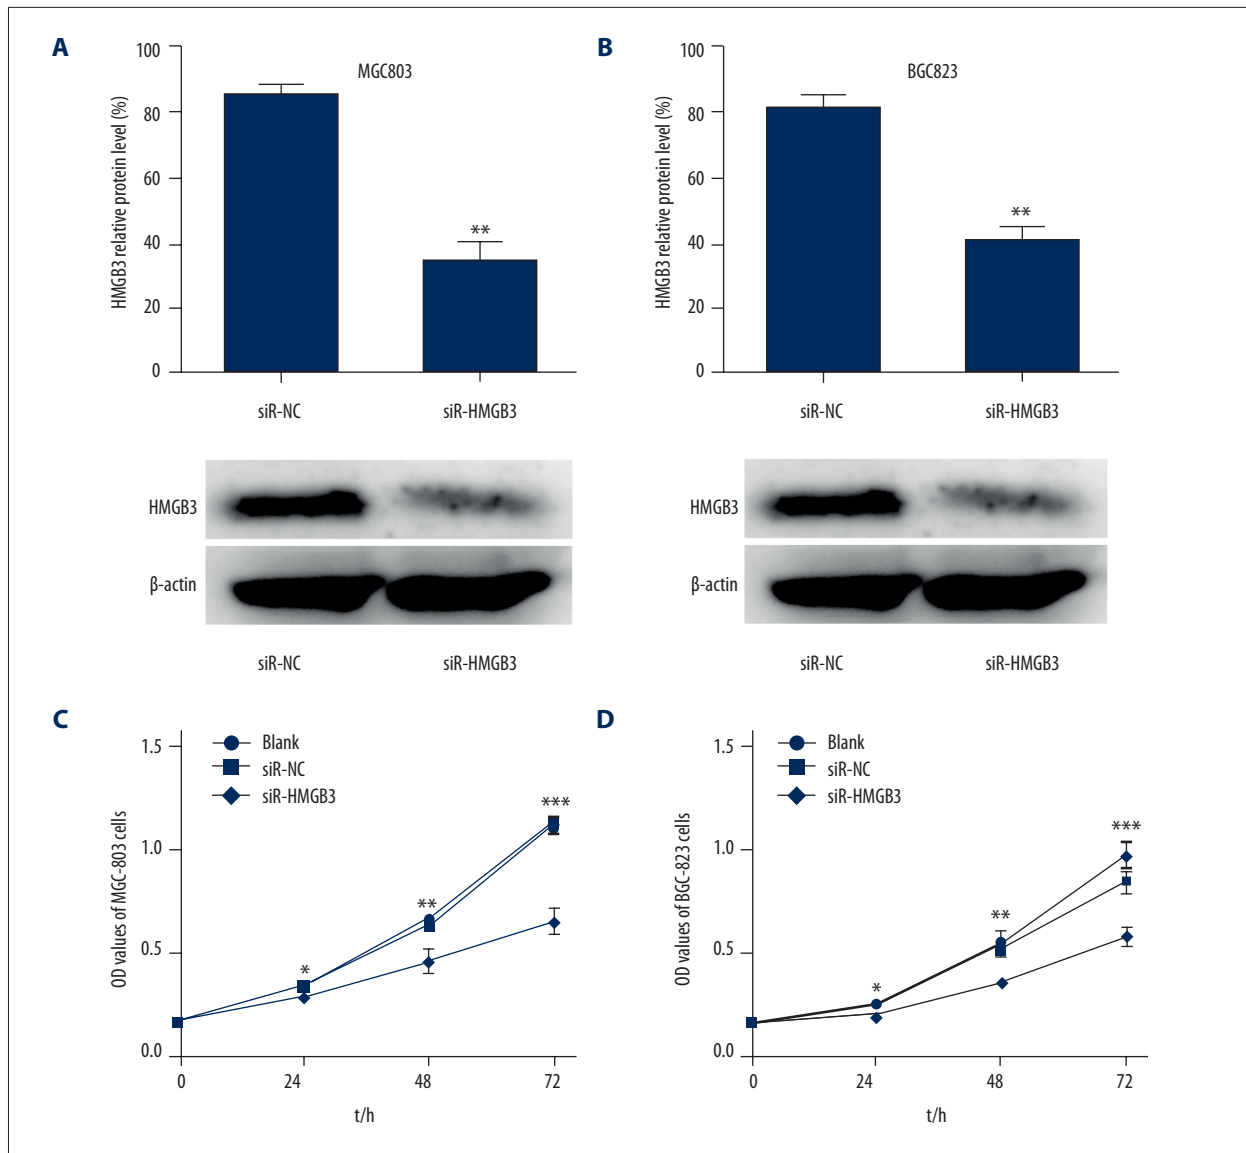 A
100
80
60
40
20
0
HMGB3 relative protein level (%)
MGC803
**
siR-NC
siR-HMGB3
HMGB3
β-actin
siR-NC
siR-HMGB3
B
100
80
60
40
20
0
HMGB3 relative protein level (%)
BGC823
**
siR-NC
siR-HMGB3
HMGB3
β-actin
siR-NC
siR-HMGB3
C
1.5
1.0
0.5
0.0
OD values of MGC-803 cells
Blank
siR-NC
siR-HMGB3
*
**
***
0
24
48
72
t/h
D
1.5
1.0
0.5
0.0
OD values of BGC-823 cells
Blank
siR-NC
siR-HMGB3
*
**
***
0
24
48
72
t/h